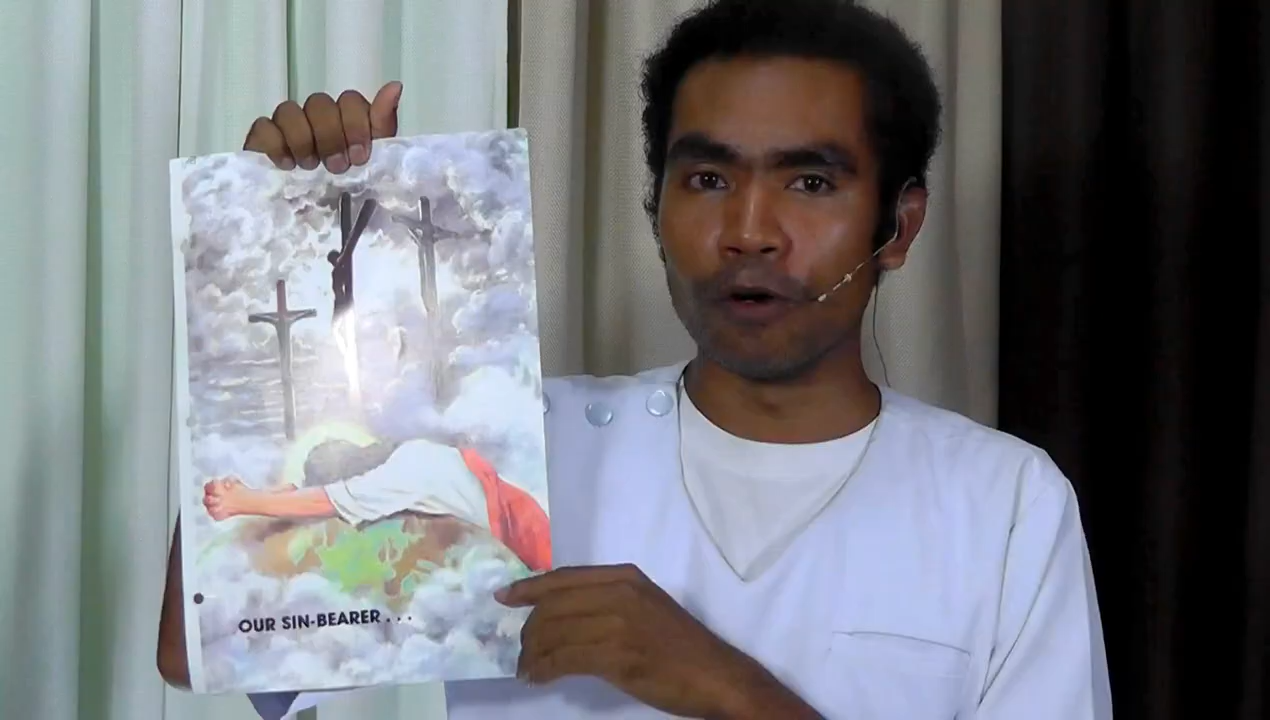 OUR SIN-BEARER . . .